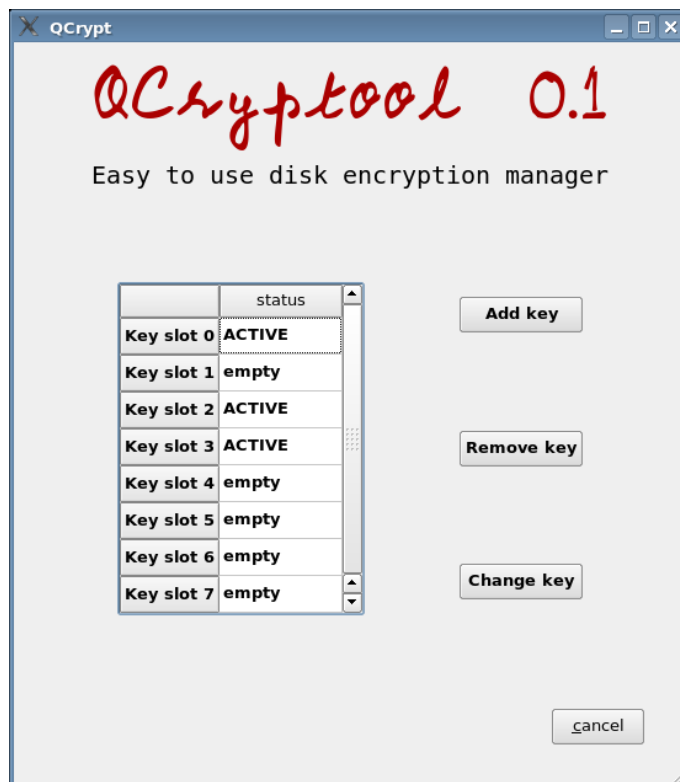 QCrypt
QCryptool 0.1
Easy to use disk encryption manager
status
Key slot 0 ACTIVE
Key slot 1 empty
Key slot 2 ACTIVE
Key slot 3 ACTIVE
Key slot 4 empty
Key slot 5 empty
Key slot 6 empty
Key slot 7 empty
Add key
Remove key
Change key
cancel